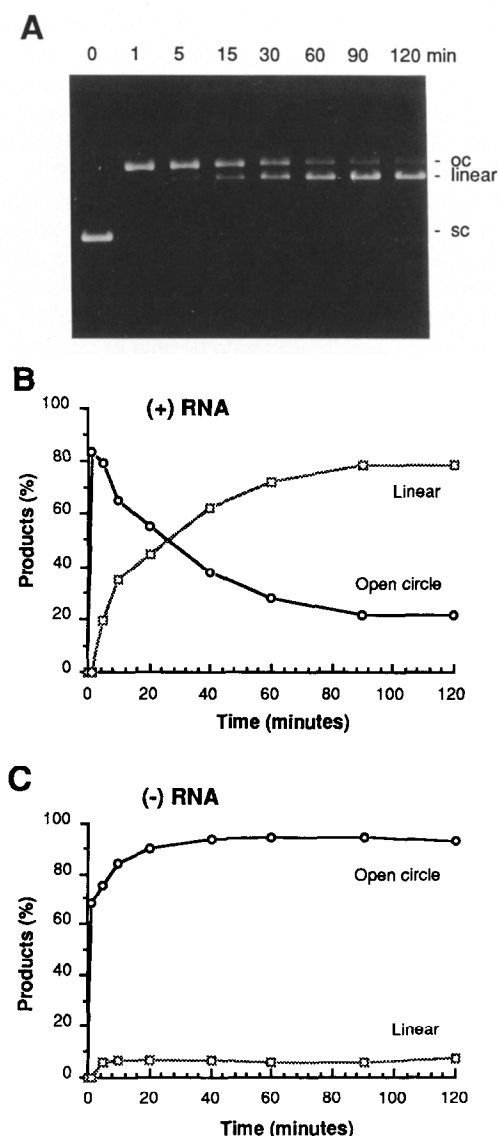 A
0 1 5 15 30 60 90 120 min
- oc
- linear
- sc
B
(+) RNA
100
80
60
40
20
0
Products (%)
Linear
Open circle
0 20 40 60 80 100 120
Time (minutes)
C
(-) RNA
100
80
60
40
20
0
Products (%)
Open circle
Linear
0 20 40 60 80 100 120
Time (minutes)